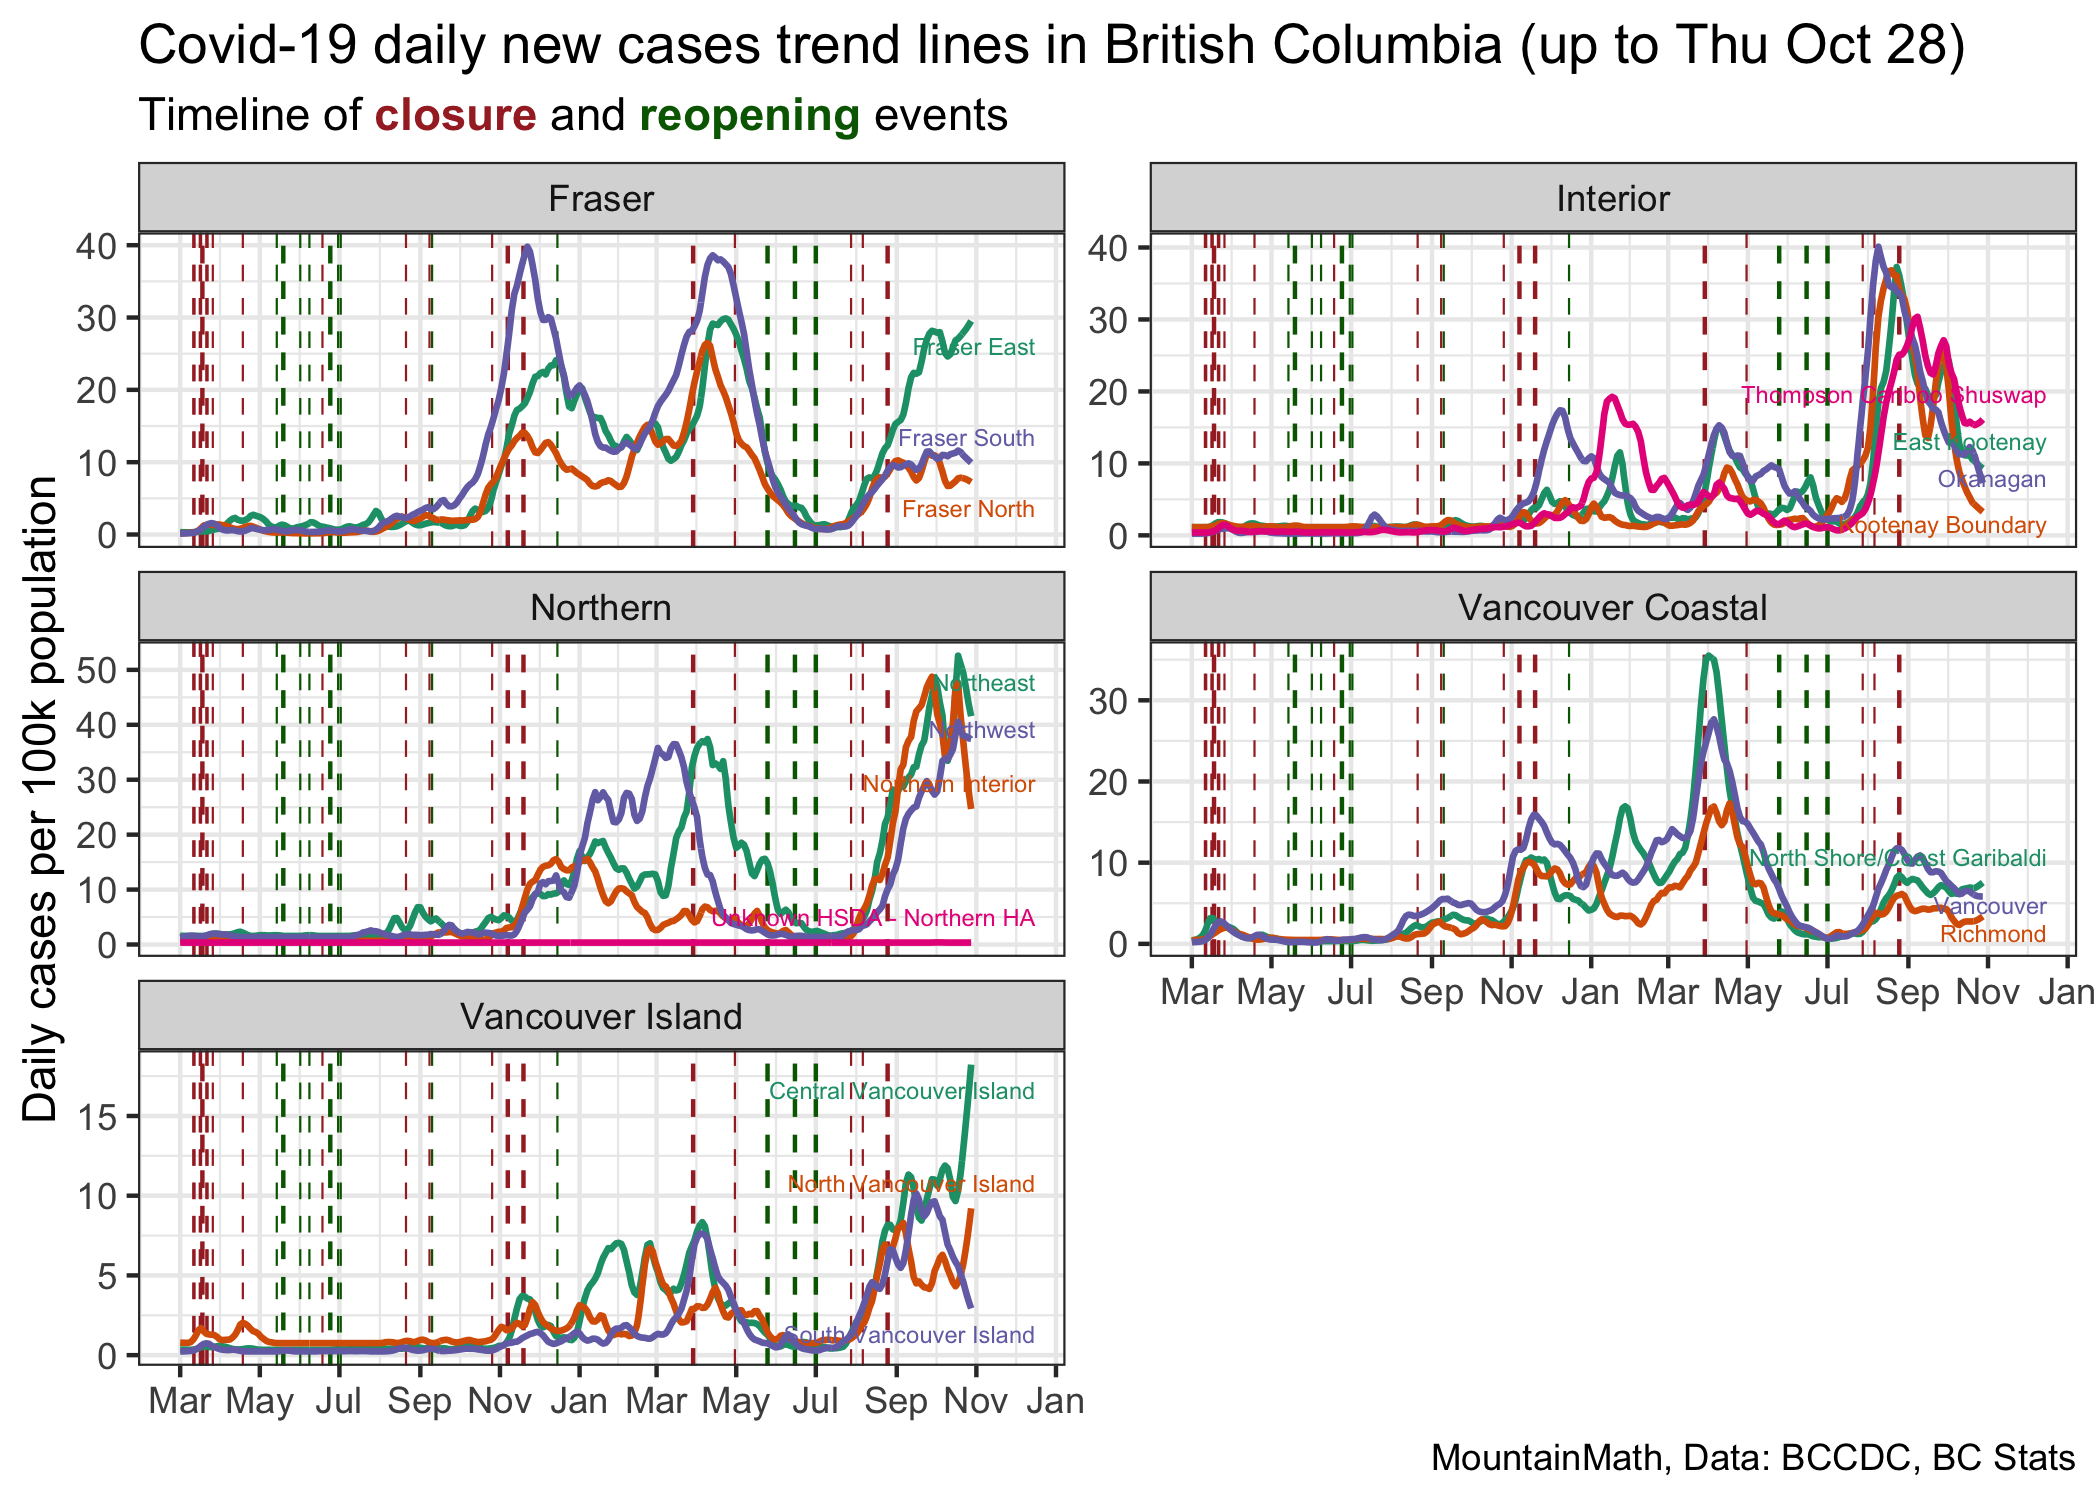 Covid-19 daily new cases trend lines in British Columbia (up to Thu Oct 28)
Timeline of closure and reopening events
Daily cases per 100k population
Fraser
40
30
20
10
0
Fraser East
Fraser South
Fraser North
Interior
40
30
20
10
0
Thompson Cariboo Shuswap
East Kootenay
Okanagan
Kootenay Boundary
Northern
50
40
30
20
10
0
Northeast
Northwest
Northern Interior
Unknown HSDA - Northern HA
Vancouver Coastal
30
20
10
0
North Shore/Coast Garibaldi
Vancouver
Richmond
Mar May Jul Sep Nov Jan Mar May Jul Sep Nov Jan
Vancouver Island
15
10
5
0
Central Vancouver Island
North Vancouver Island
South Vancouver Island
Mar May Jul Sep Nov Jan Mar May Jul Sep Nov Jan
MountainMath, Data: BCCDC, BC Stats